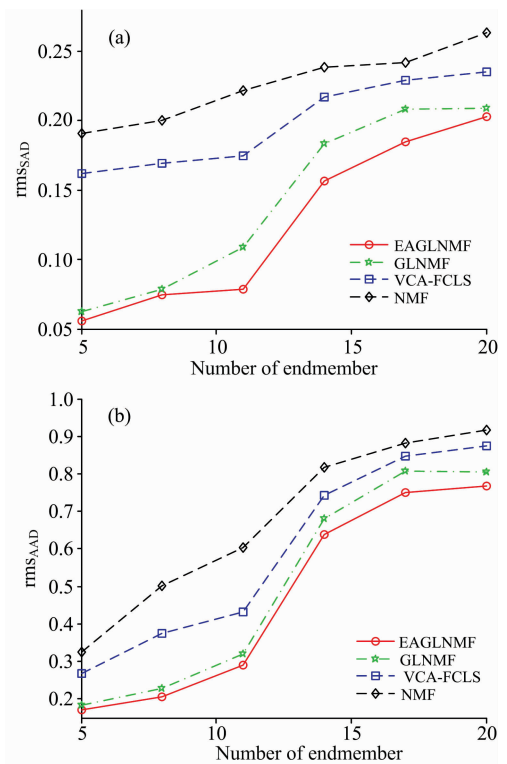 (a)
0.25
0.20
0.15
0.10
0.05
rmsSAD
EAGLNMF
GLNMF
VCA-FCLS
NMF
5 10 15 20
Number of endmember
(b)
1.0
0.9
0.8
0.7
0.6
0.5
0.4
0.3
0.2
rmsAAD
EAGLNMF
GLNMF
VCA-FCLS
NMF
5 10 15 20
Number of endmember